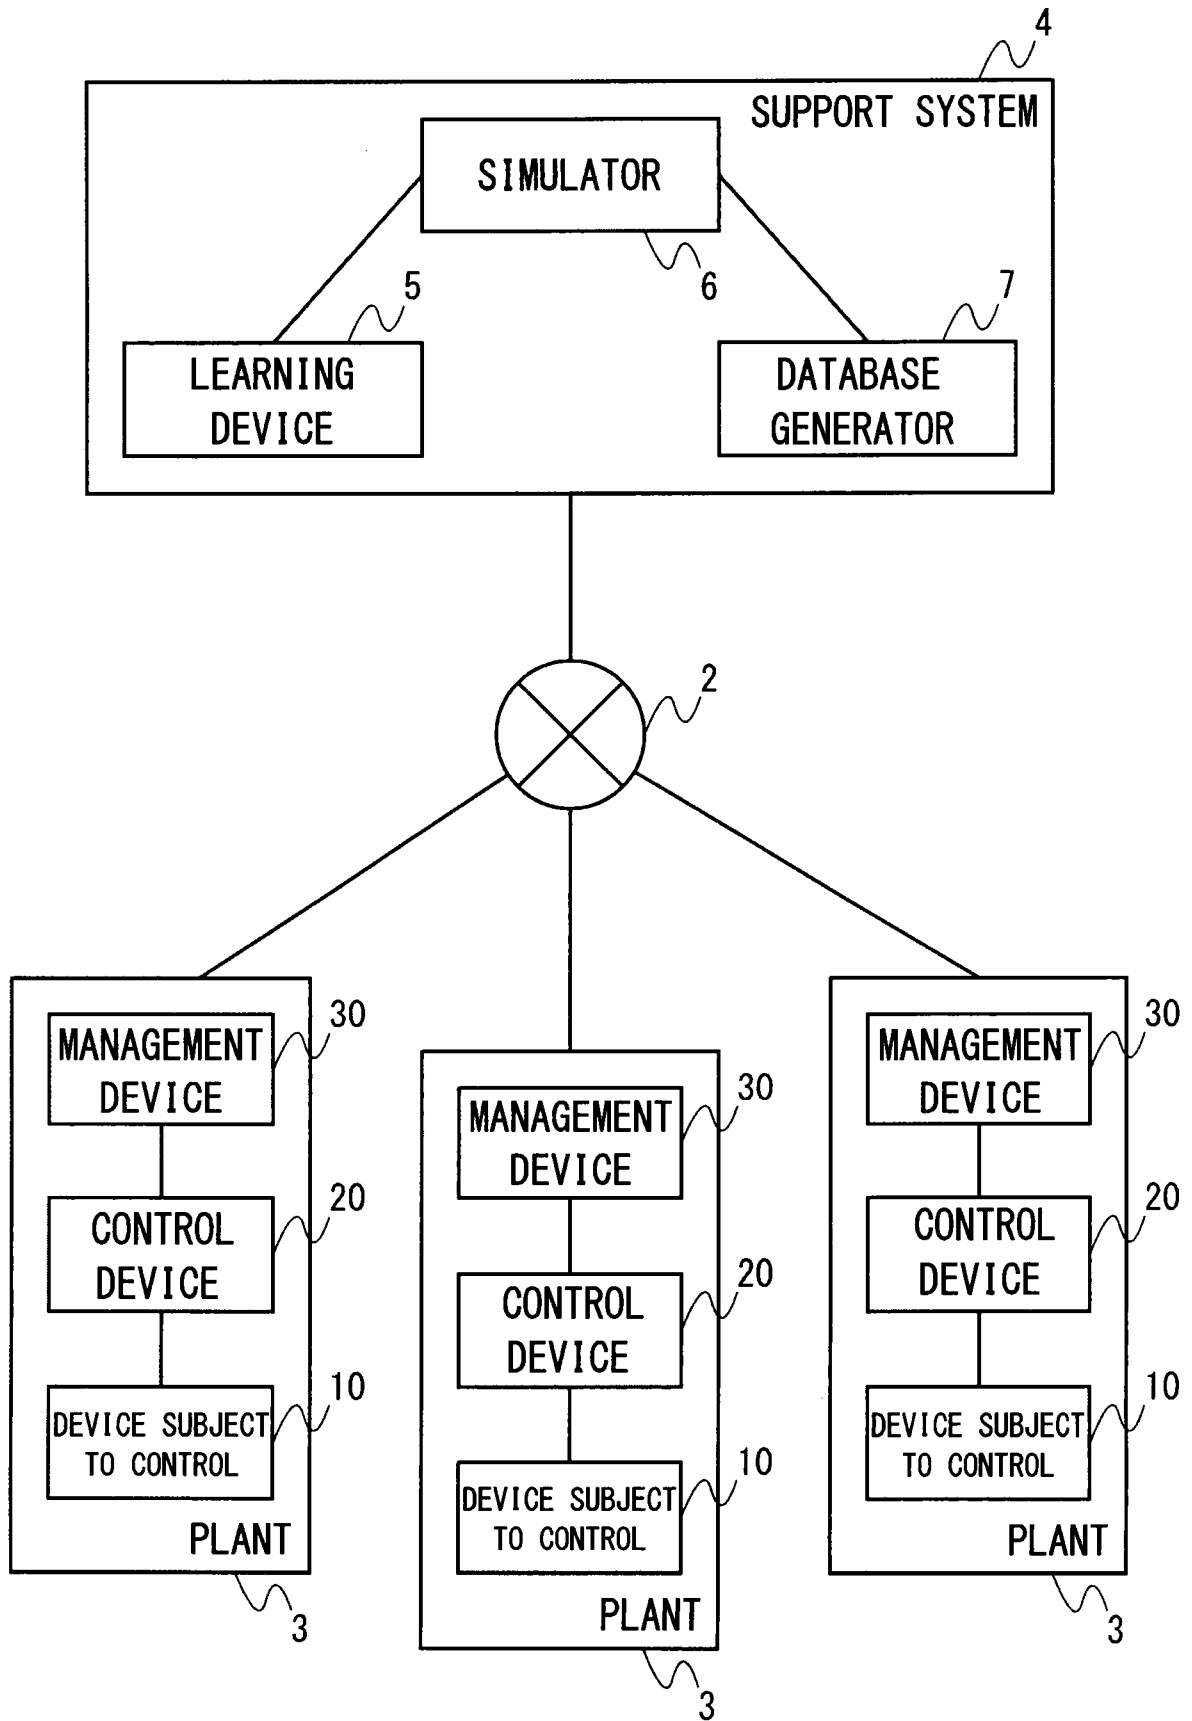 4
SUPPORT SYSTEM
SIMULATOR
6
5
7
LEARNING
DEVICE
DATABASE
GENERATOR
2
30
MANAGEMENT
DEVICE
20
CONTROL
DEVICE
10
DEVICE SUBJECT
TO CONTROL
PLANT
3
30
MANAGEMENT
DEVICE
20
CONTROL
DEVICE
10
DEVICE SUBJECT
TO CONTROL
PLANT
3
30
MANAGEMENT
DEVICE
20
CONTROL
DEVICE
10
DEVICE SUBJECT
TO CONTROL
PLANT
3